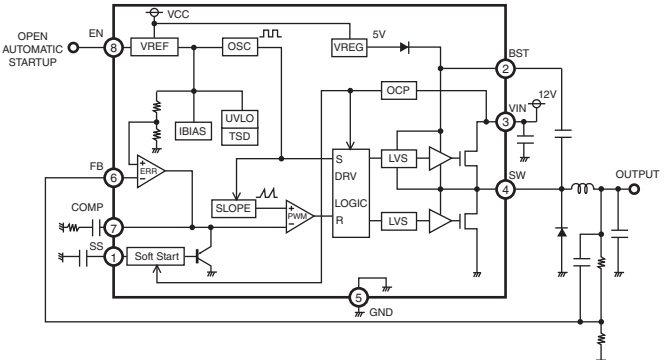 VCC
OPEN
AUTOMATIC
STARTUP
EN
8
VREF
OSC
VREG
5V
BST
2
OCP
12V
VIN
3
UVLO
TSD
IBIAS
FB
6
+
ERR
−
S
DRV
LOGIC
R
LVS
SW
4
OUTPUT
SLOPE
+
PWM
−
LVS
COMP
7
SS
1
Soft Start
5
GND